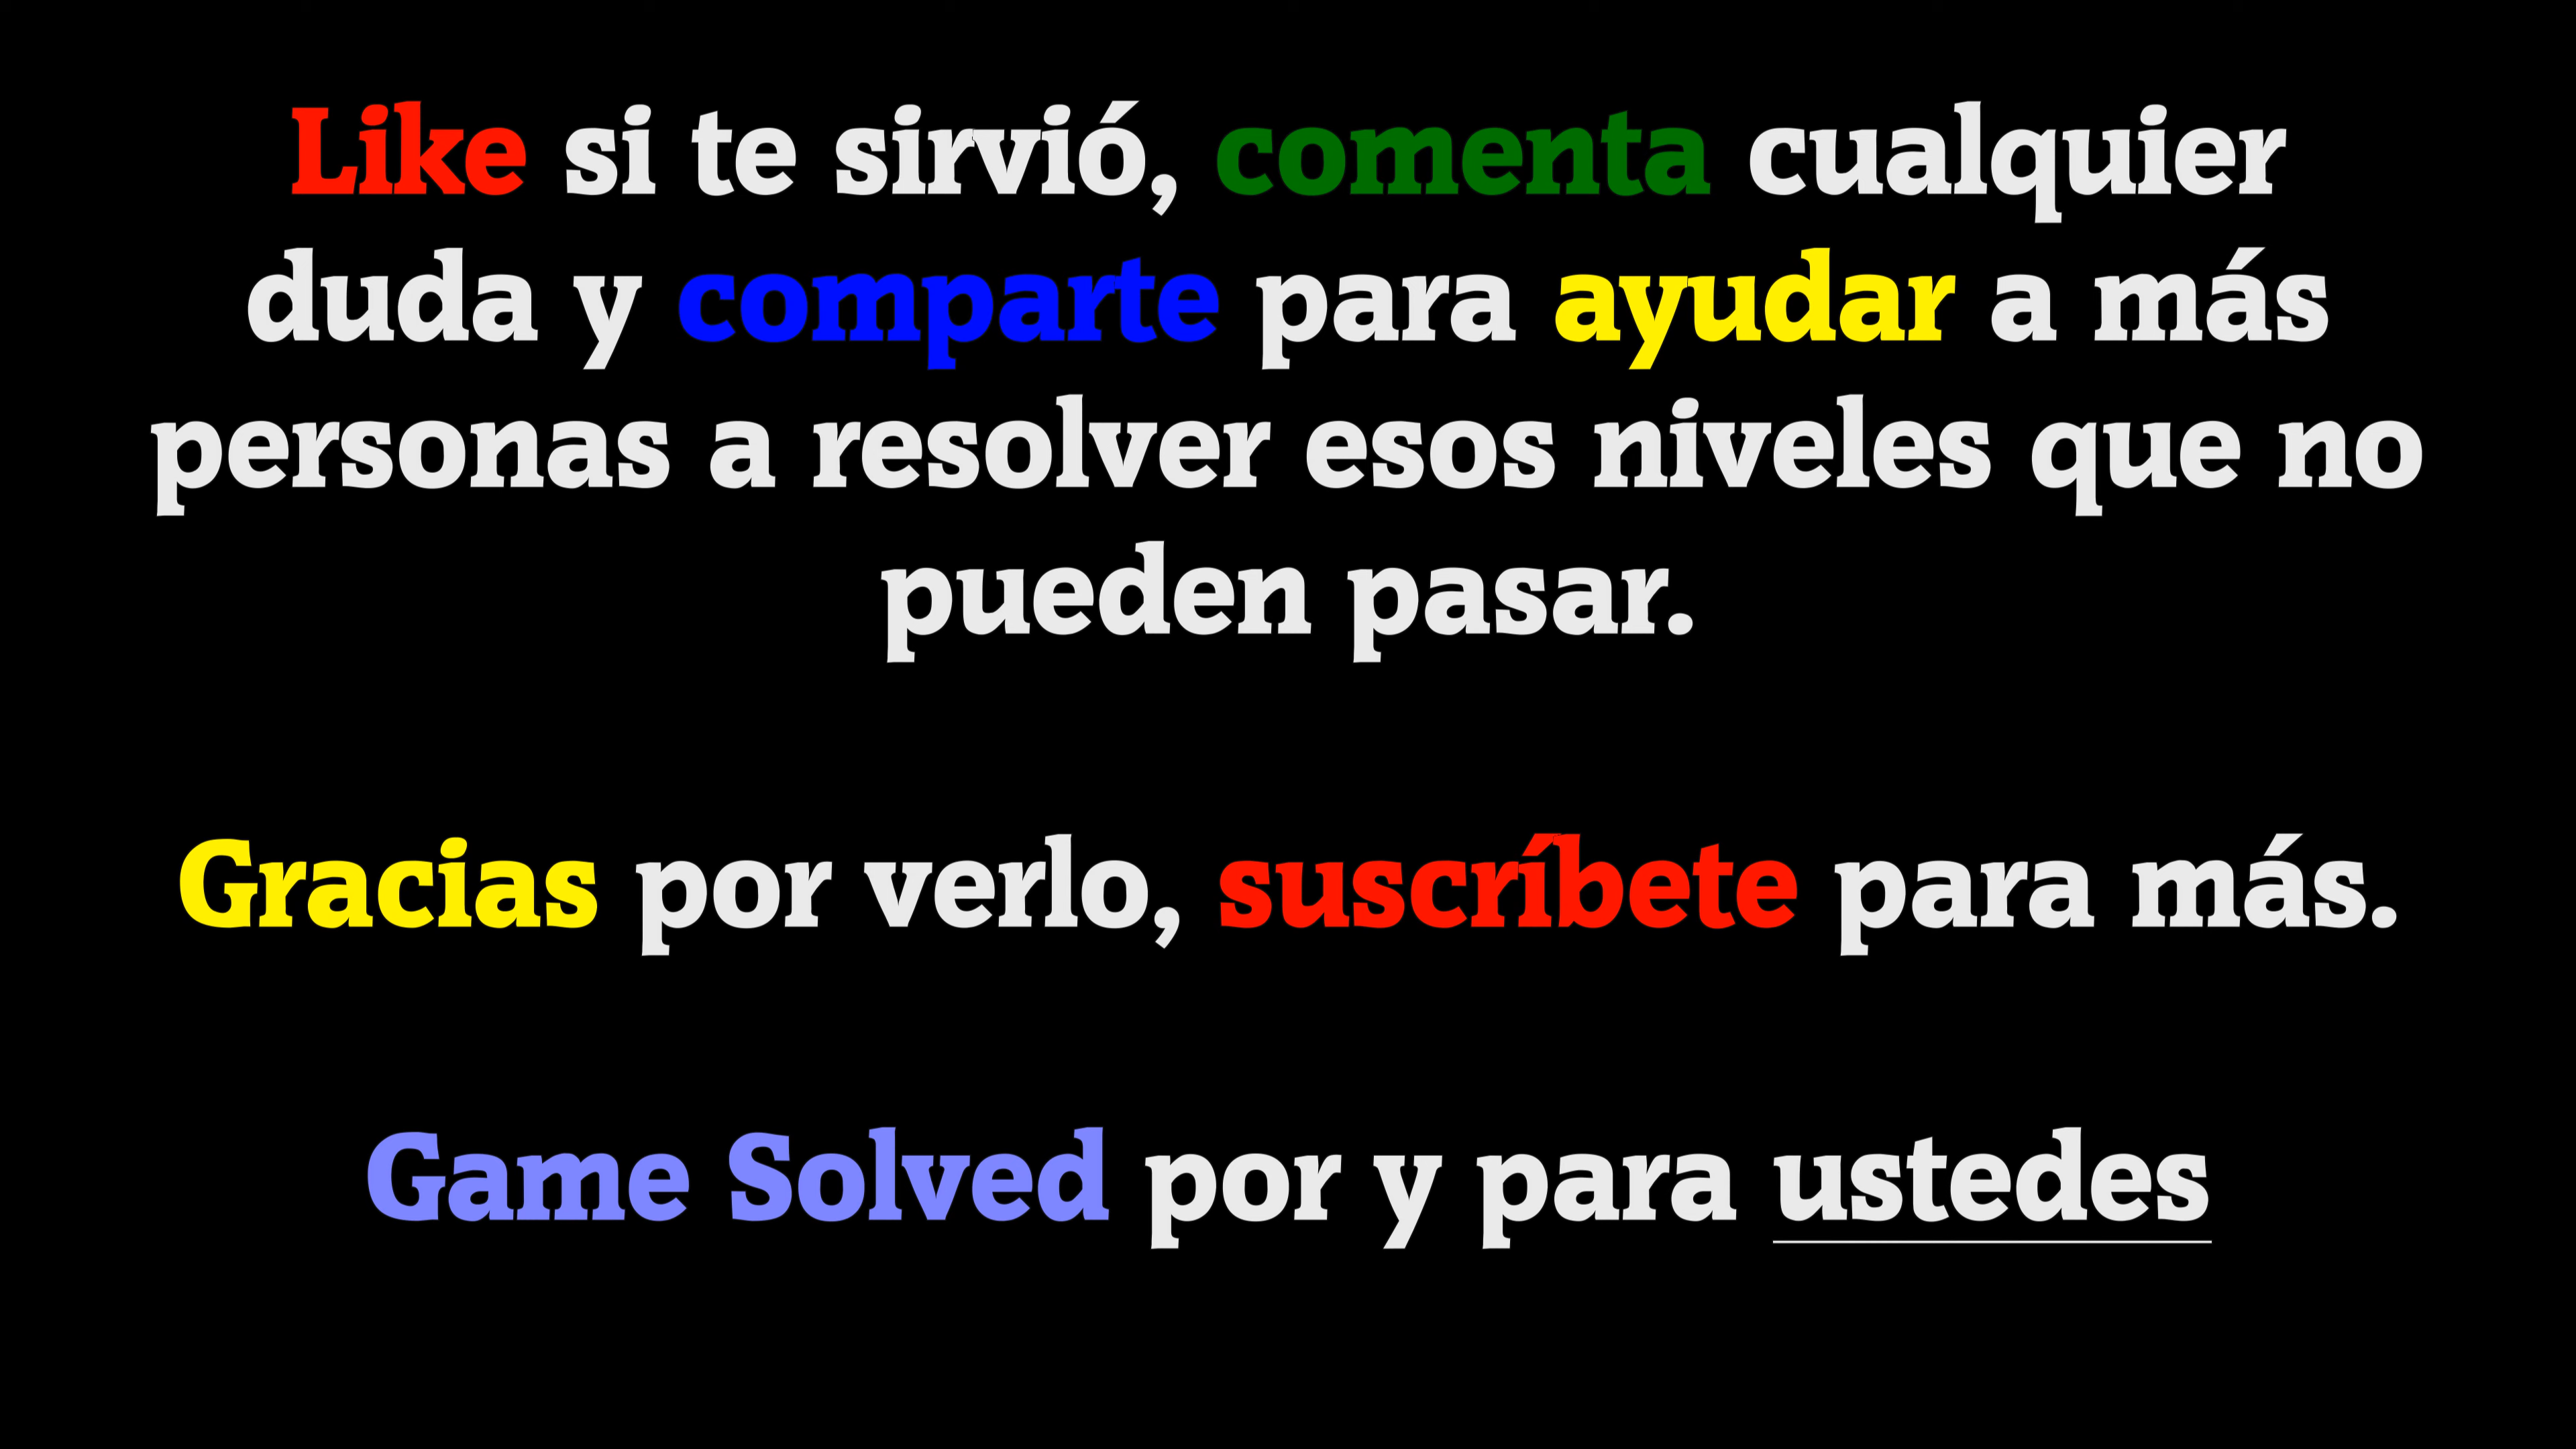 Like si te sirvió, comenta cualquier
duda y comparte para ayudar a más
personas a resolver esos niveles que no
pueden pasar.
Gracias por verlo, suscríbete para más.
Game Solved por y para ustedes